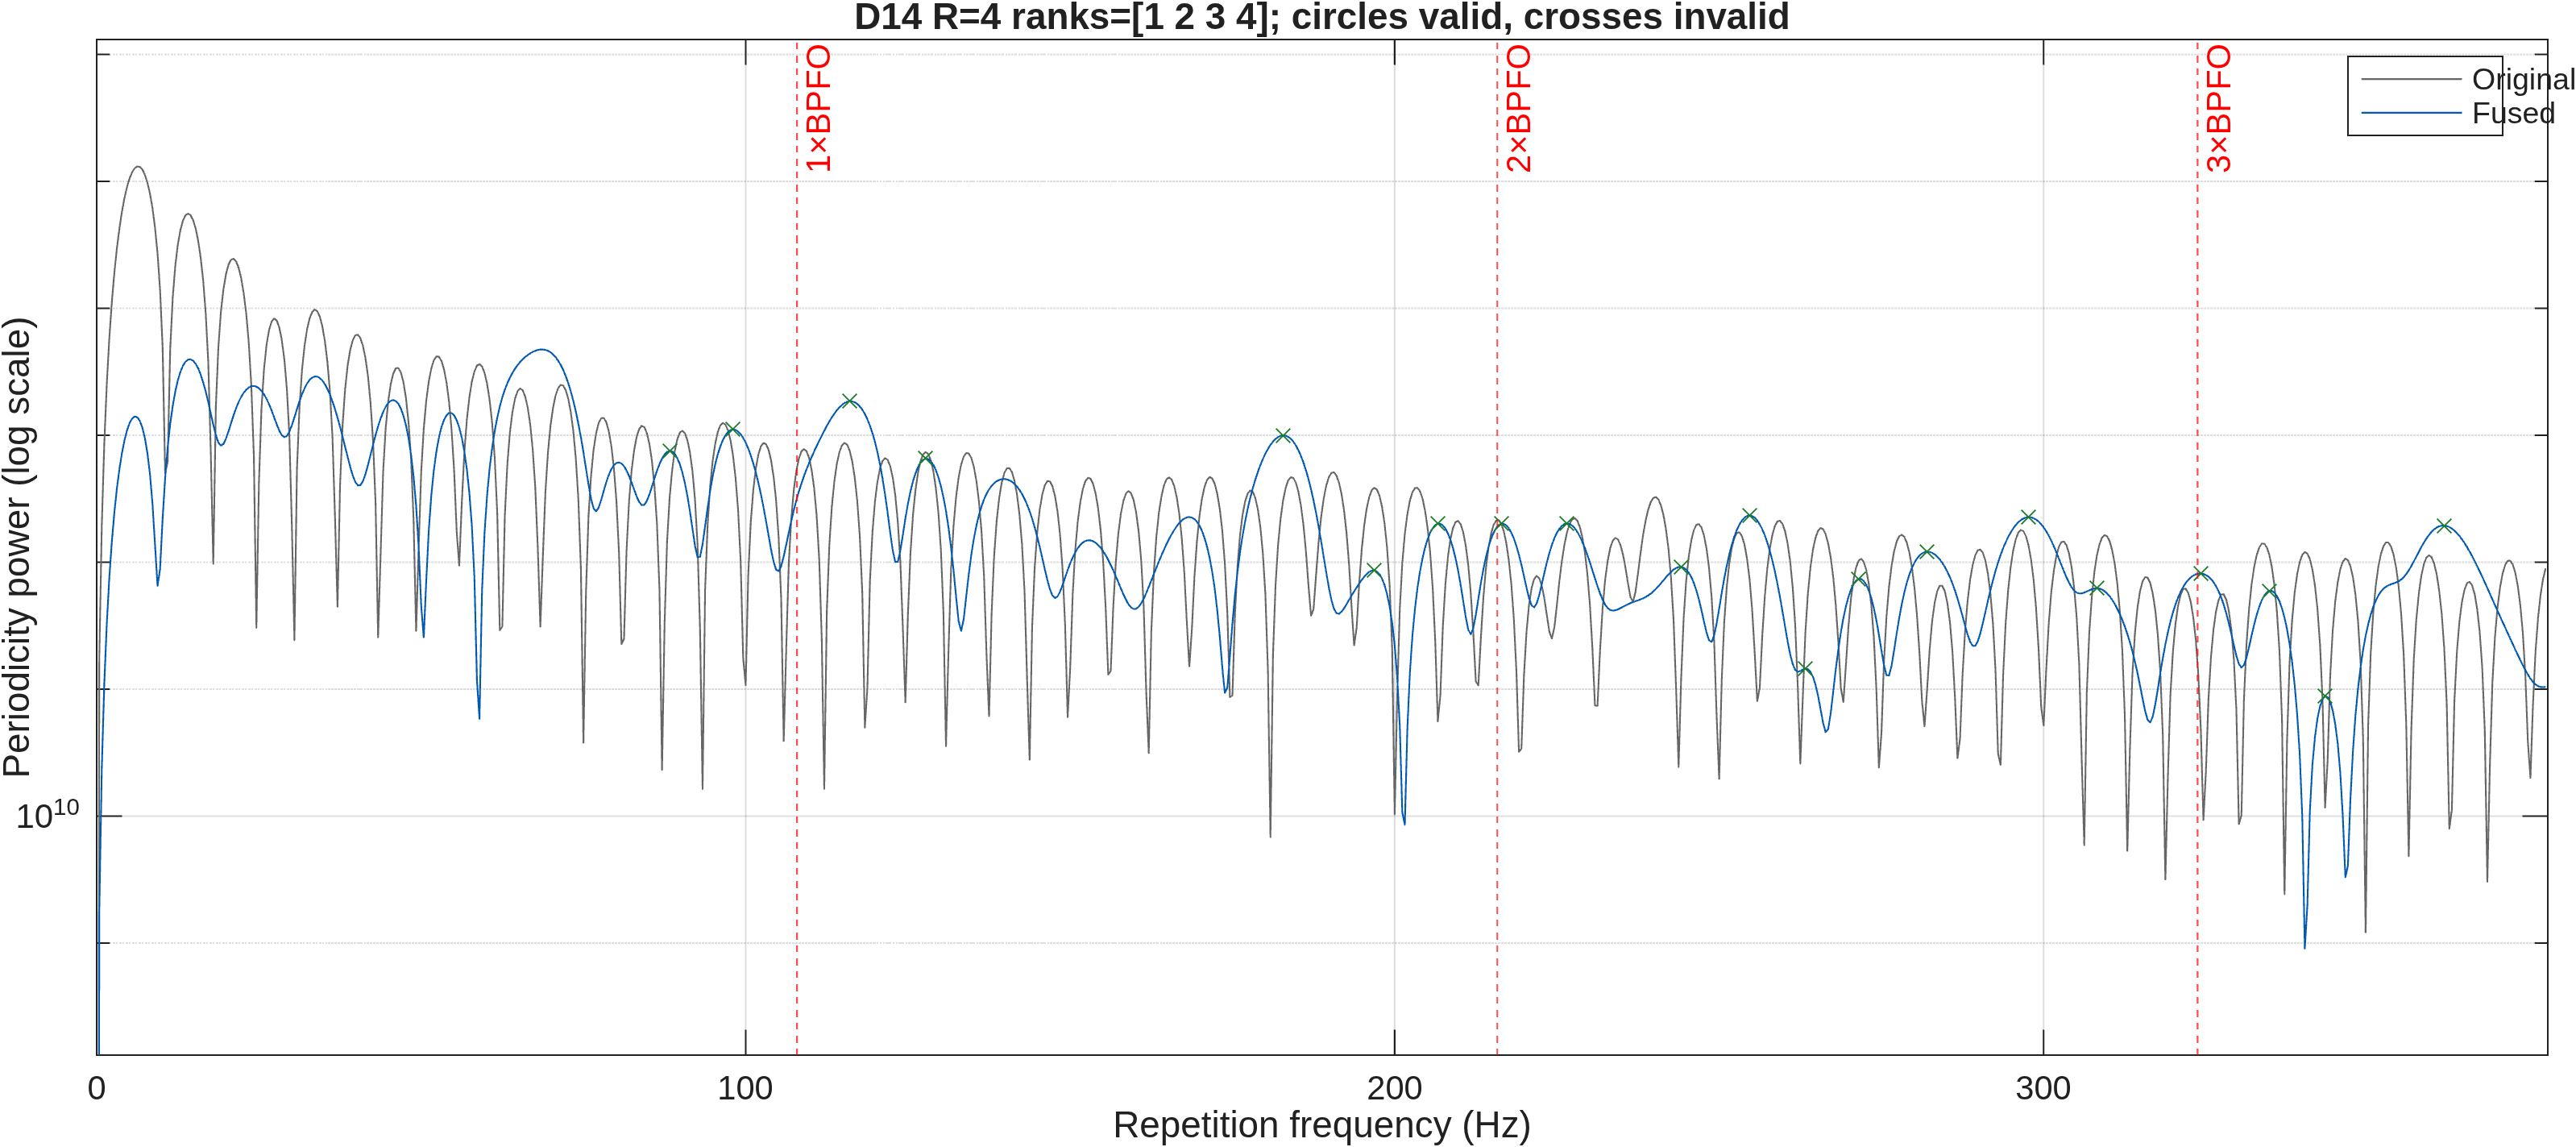 D14 R=4 ranks=[1 2 3 4]; circles valid, crosses invalid
1×BPFO
2×BPFO
3×BPFO
Original
Fused
Periodicity power (log scale)
10^10
0 100 200 300
Repetition frequency (Hz)